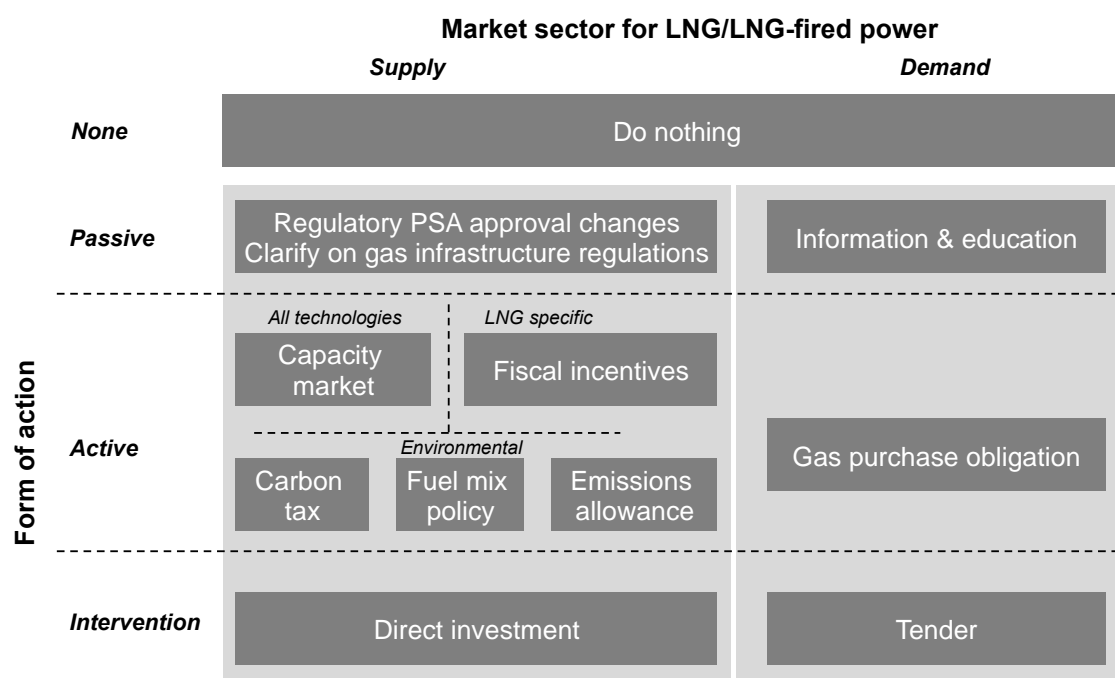 Market sector for LNG/LNG-fired power
Supply
Demand
None
Do nothing
Passive
Regulatory PSA approval changes
Clarify on gas infrastructure regulations
Information & education
Form of action
Active
All technologies
LNG specific
Capacity
market
Fiscal incentives
Environmental
Carbon
tax
Fuel mix
policy
Emissions
allowance
Gas purchase obligation
Intervention
Direct investment
Tender